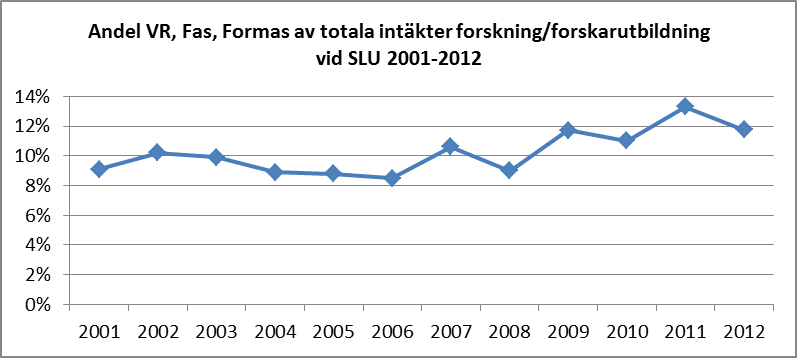 Andel VR, Fas, Formas av totala intäkter forskning/forskarutbildning
vid SLU 2001-2012
14%
12%
10%
8%
6%
4%
2%
0%
2001 2002 2003 2004 2005 2006 2007 2008 2009 2010 2011 2012